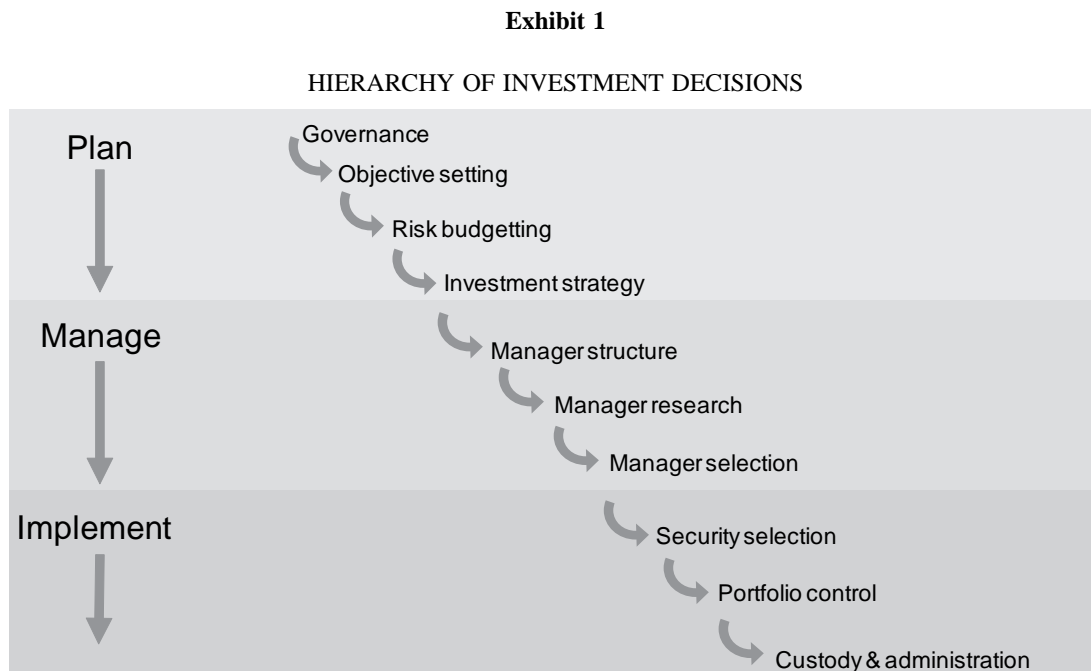 Exhibit 1
HIERARCHY OF INVESTMENT DECISIONS
Plan
Governance
Objective setting
Risk budgetting
Investment strategy
Manage
Manager structure
Manager research
Manager selection
Implement
Security selection
Portfolio control
Custody & administration